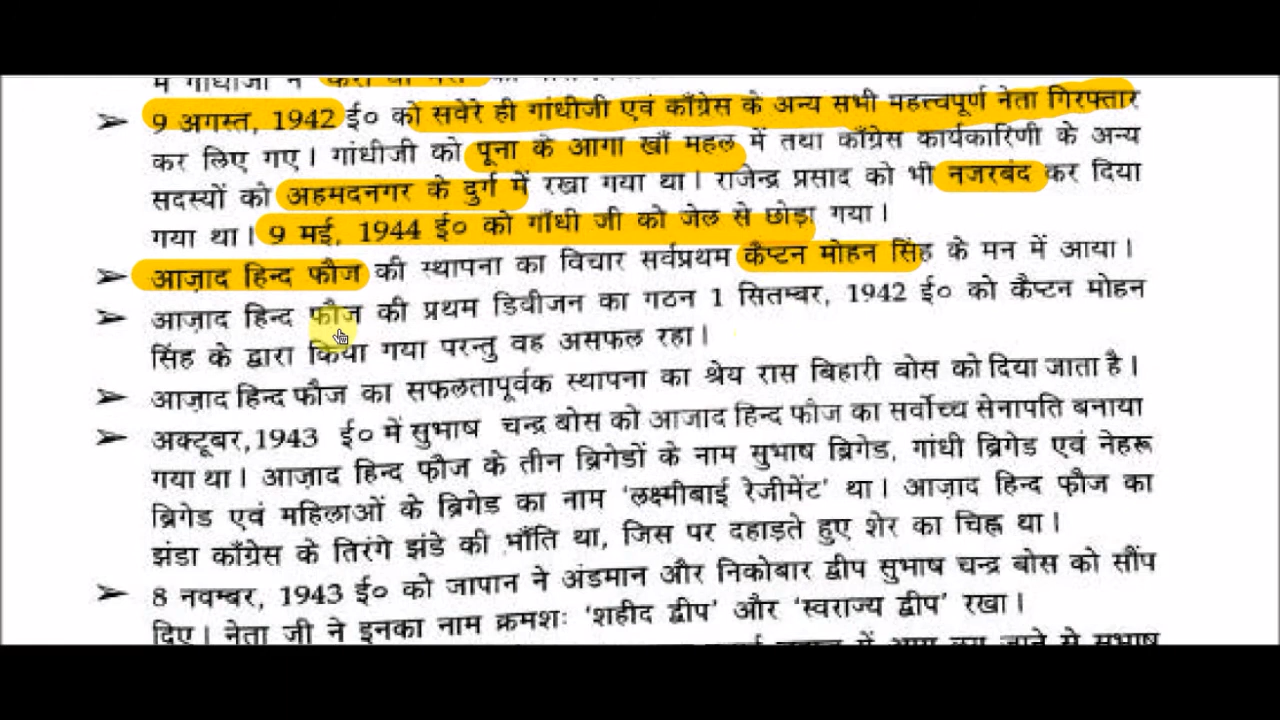 में गांधीजी ने करो या मरो
➢ 9 अगस्त, 1942 ई० को सवेरे ही गांधीजी एवं काँग्रेस के अन्य सभी महत्त्वपूर्ण नेता गिरफ्तार
कर लिए गए। गांधीजी को पूना के आगा खाँ महल में तथा काँग्रेस कार्यकारिणी के अन्य
सदस्यों को अहमदनगर के दुर्ग में रखा गया था। राजेन्द्र प्रसाद को भी नजरबंद कर दिया
गया था। 9 मई, 1944 ई० को गाँधी जी को जेल से छोड़ा गया।
➢ आज़ाद हिन्द फौज की स्थापना का विचार सर्वप्रथम कैप्टन मोहन सिंह के मन में आया।
➢ आज़ाद हिन्द फौज की प्रथम डिवीजन का गठन 1 सितम्बर, 1942 ई० को कैप्टन मोहन
सिंह के द्वारा किया गया परन्तु वह असफल रहा।
➢ आज़ाद हिन्द फौज का सफलतापूर्वक स्थापना का श्रेय रास बिहारी बोस को दिया जाता है।
➢ अक्टूबर,1943 ई० में सुभाष चन्द्र बोस को आजाद हिन्द फौज का सर्वोच्च सेनापति बनाया
गया था। आज़ाद हिन्द फ़ौज के तीन ब्रिगेडों के नाम सुभाष ब्रिगेड, गांधी ब्रिगेड एवं नेहरू
ब्रिगेड एवं महिलाओं के ब्रिगेड का नाम ‘लक्ष्मीबाई रेजीमेंट’ था। आज़ाद हिन्द फ़ौज का
झंडा काँग्रेस के तिरंगे झंडे की भाँति था, जिस पर दहाड़ते हुए शेर का चिह्न था।
➢ 8 नवम्बर, 1943 ई० को जापान ने अंडमान और निकोबार द्वीप सुभाष चन्द्र बोस को सौंप
दिए। नेता जी ने इनका नाम क्रमशः ‘शहीद द्वीप’ और ‘स्वराज्य द्वीप’ रखा।
में आग लग जाने से सुभाष